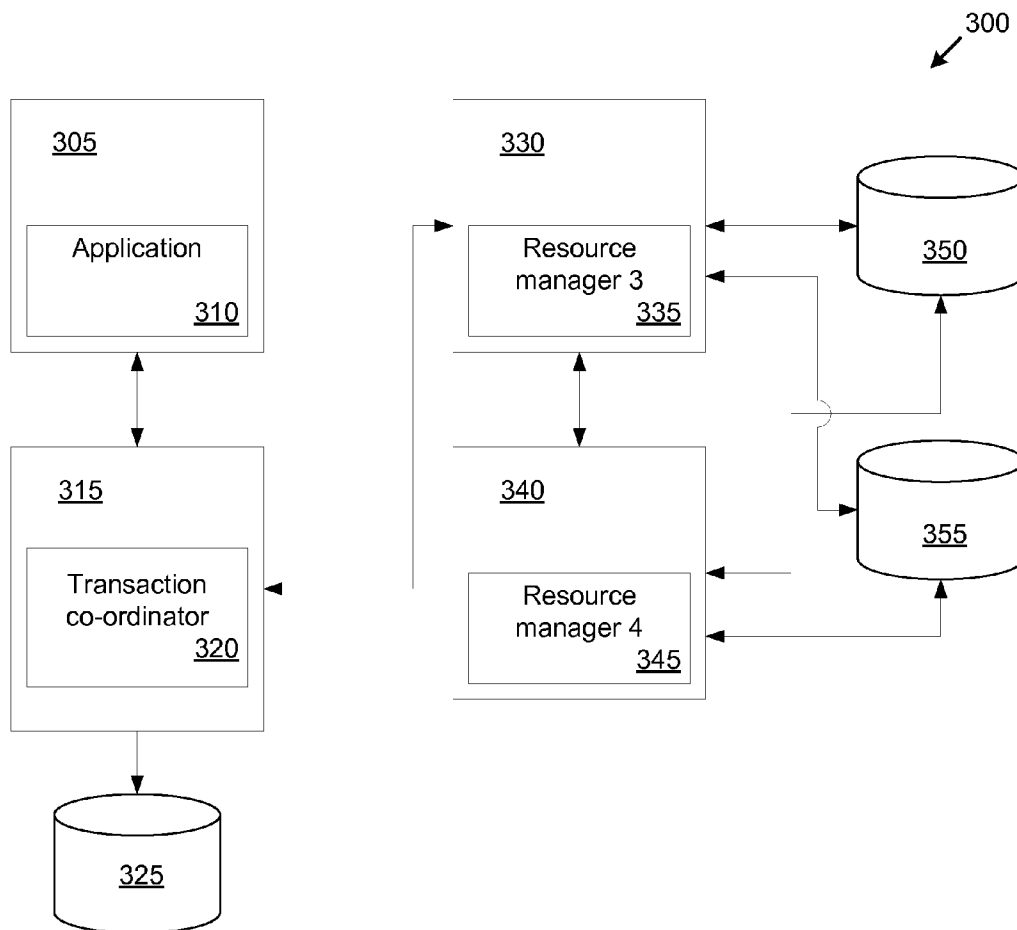 300
305
Application
310
330
Resource
manager 3
335
350
315
Transaction
co-ordinator
320
340
Resource
manager 4
345
355
325